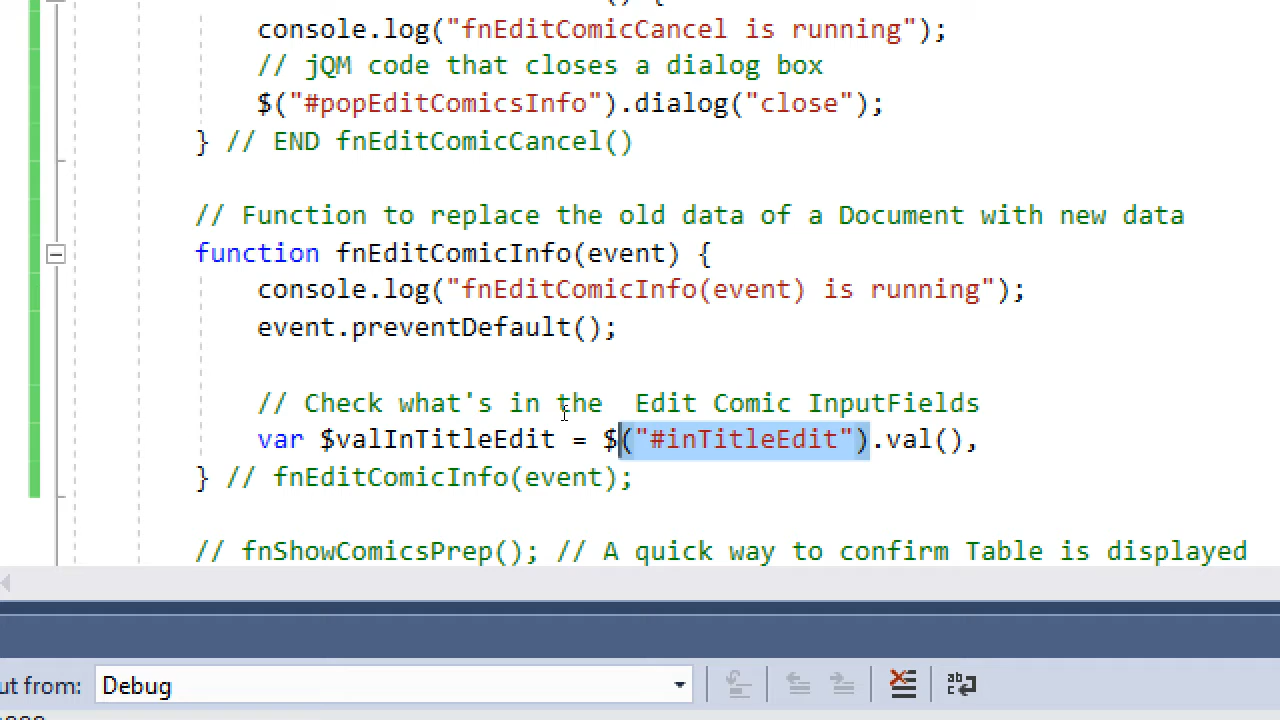 () {
console.log("fnEditComicCancel is running");
// jQM code that closes a dialog box
$("#popEditComicsInfo").dialog("close");
} // END fnEditComicCancel()
// Function to replace the old data of a Document with new data
function fnEditComicInfo(event) {
console.log("fnEditComicInfo(event) is running");
event.preventDefault();
// Check what's in the  Edit Comic InputFields
var $valInTitleEdit = $("#inTitleEdit").val(),
} // fnEditComicInfo(event);
// fnShowComicsPrep(); // A quick way to confirm Table is displayed
ut from: Debug